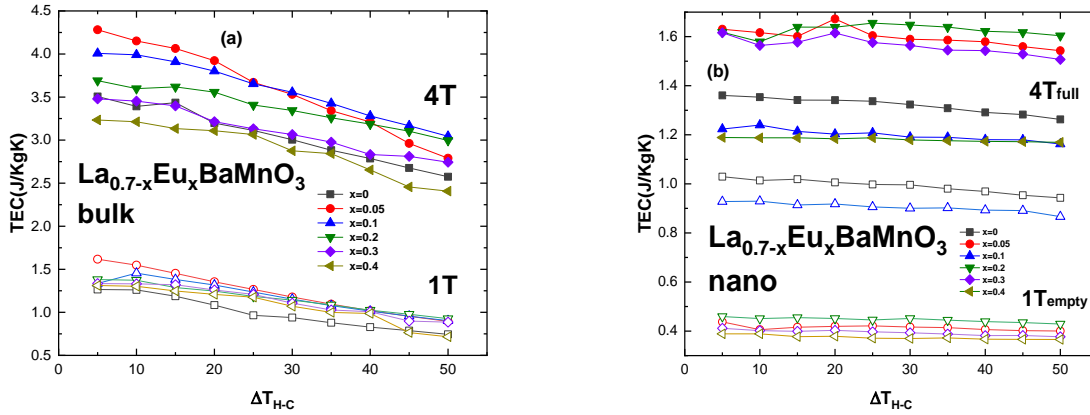 4.5
4.0
3.5
3.0
2.5
2.0
1.5
1.0
0.5
TEC(J/KgK)
(a)
4T
La0.7-xEuxBaMnO3
bulk
x=0
x=0.05
x=0.1
x=0.2
x=0.3
x=0.4
1T
0 10 20 30 40 50
ΔTH-C
1.6
1.4
1.2
1.0
0.8
0.6
0.4
TEC(J/KgK)
(b)
4Tfull
La0.7-xEuxBaMnO3
nano
x=0
x=0.05
x=0.1
x=0.2
x=0.3
x=0.4
1Tempty
0 10 20 30 40 50
ΔTH-C